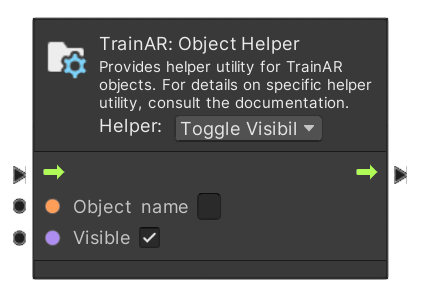 TrainAR: Object Helper
Provides helper utility for TrainAR
objects. For details on specific helper
utility, consult the documentation.
Helper: Toggle Visibil
Object name
Visible